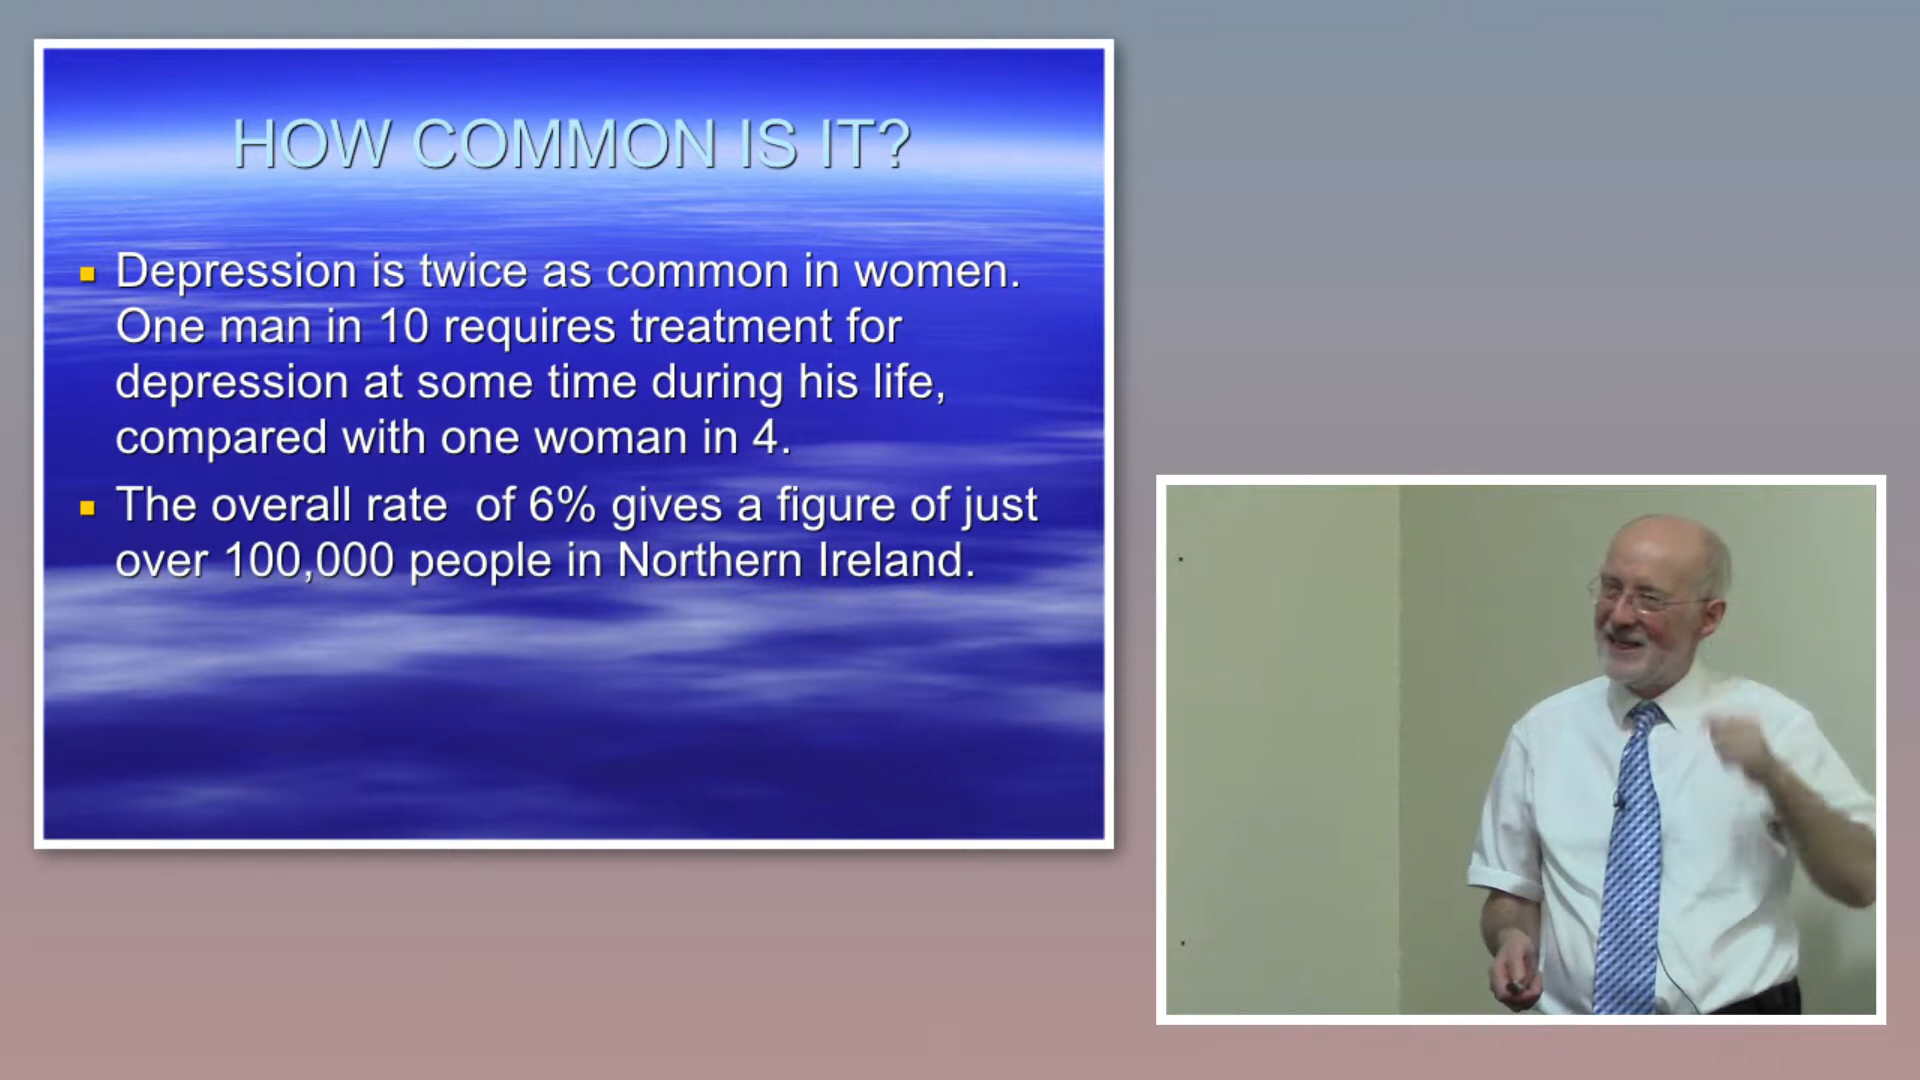 HOW COMMON IS IT?
Depression is twice as common in women.
One man in 10 requires treatment for
depression at some time during his life,
compared with one woman in 4.
The overall rate of 6% gives a figure of just
over 100,000 people in Northern Ireland.